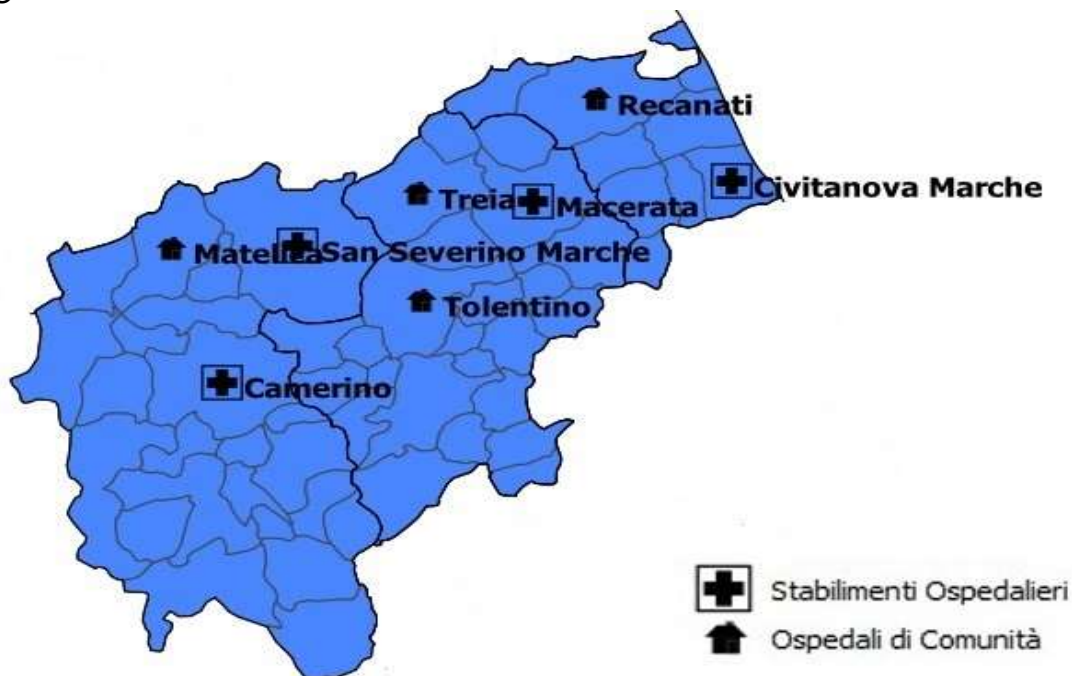 Recanati
Civitanova Marche
Treia
Macerata
Matelica
San Severino Marche
Tolentino
Camerino
Stabilimenti Ospedalieri
Ospedali di Comunità